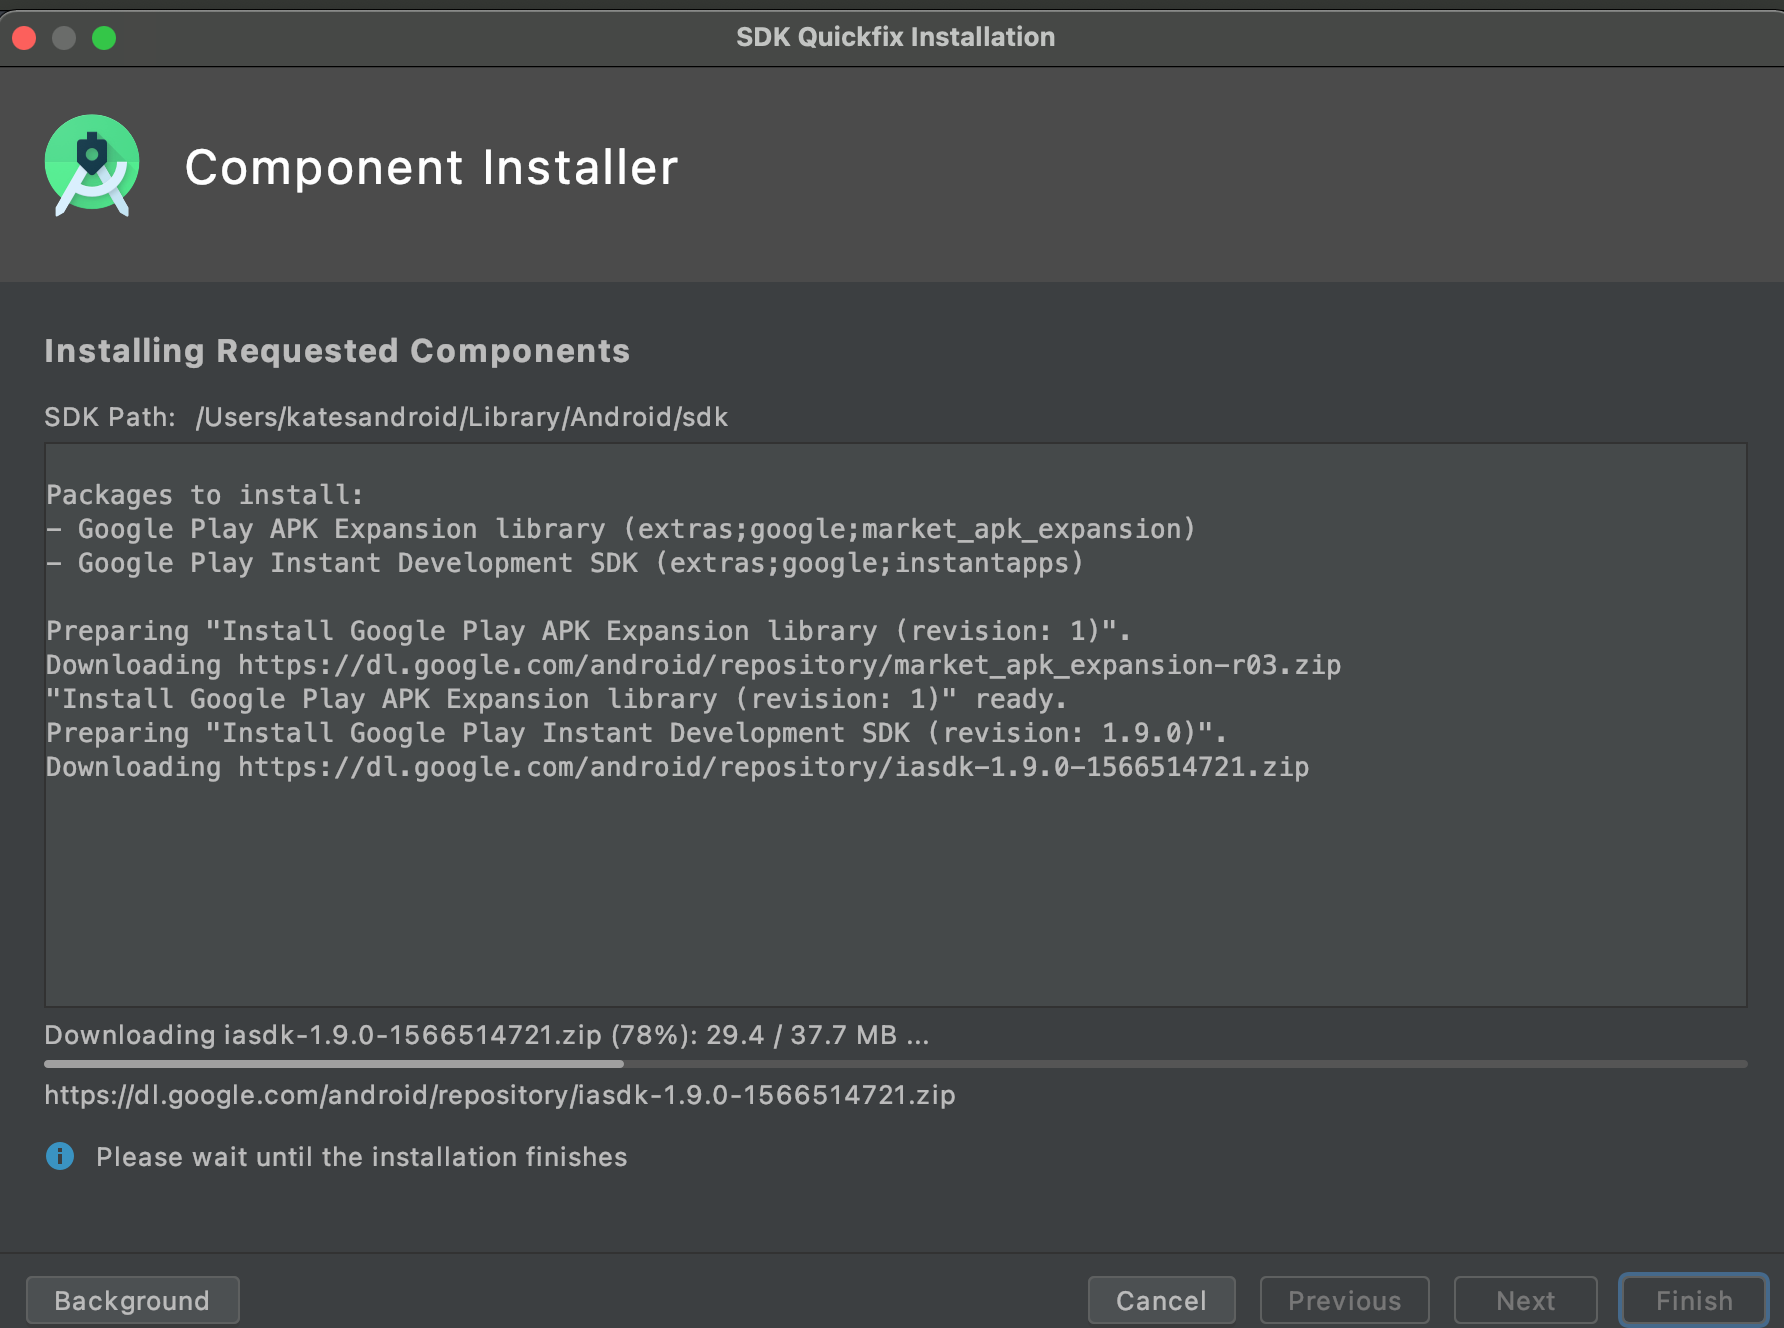 SDK Quickfix Installation
Component Installer
Installing Requested Components
SDK Path: /Users/katesandroid/Library/Android/sdk
Packages to install:
- Google Play APK Expansion library (extras;google;market_apk_expansion)
- Google Play Instant Development SDK (extras;google;instantapps)
Preparing "Install Google Play APK Expansion library (revision: 1)".
Downloading https://dl.google.com/android/repository/market_apk_expansion-r03.zip
"Install Google Play APK Expansion library (revision: 1)" ready.
Preparing "Install Google Play Instant Development SDK (revision: 1.9.0)".
Downloading https://dl.google.com/android/repository/iasdk-1.9.0-1566514721.zip
Downloading iasdk-1.9.0-1566514721.zip (78%): 29.4 / 37.7 MB ...
https://dl.google.com/android/repository/iasdk-1.9.0-1566514721.zip
Please wait until the installation finishes
Background Cancel Previous Next Finish